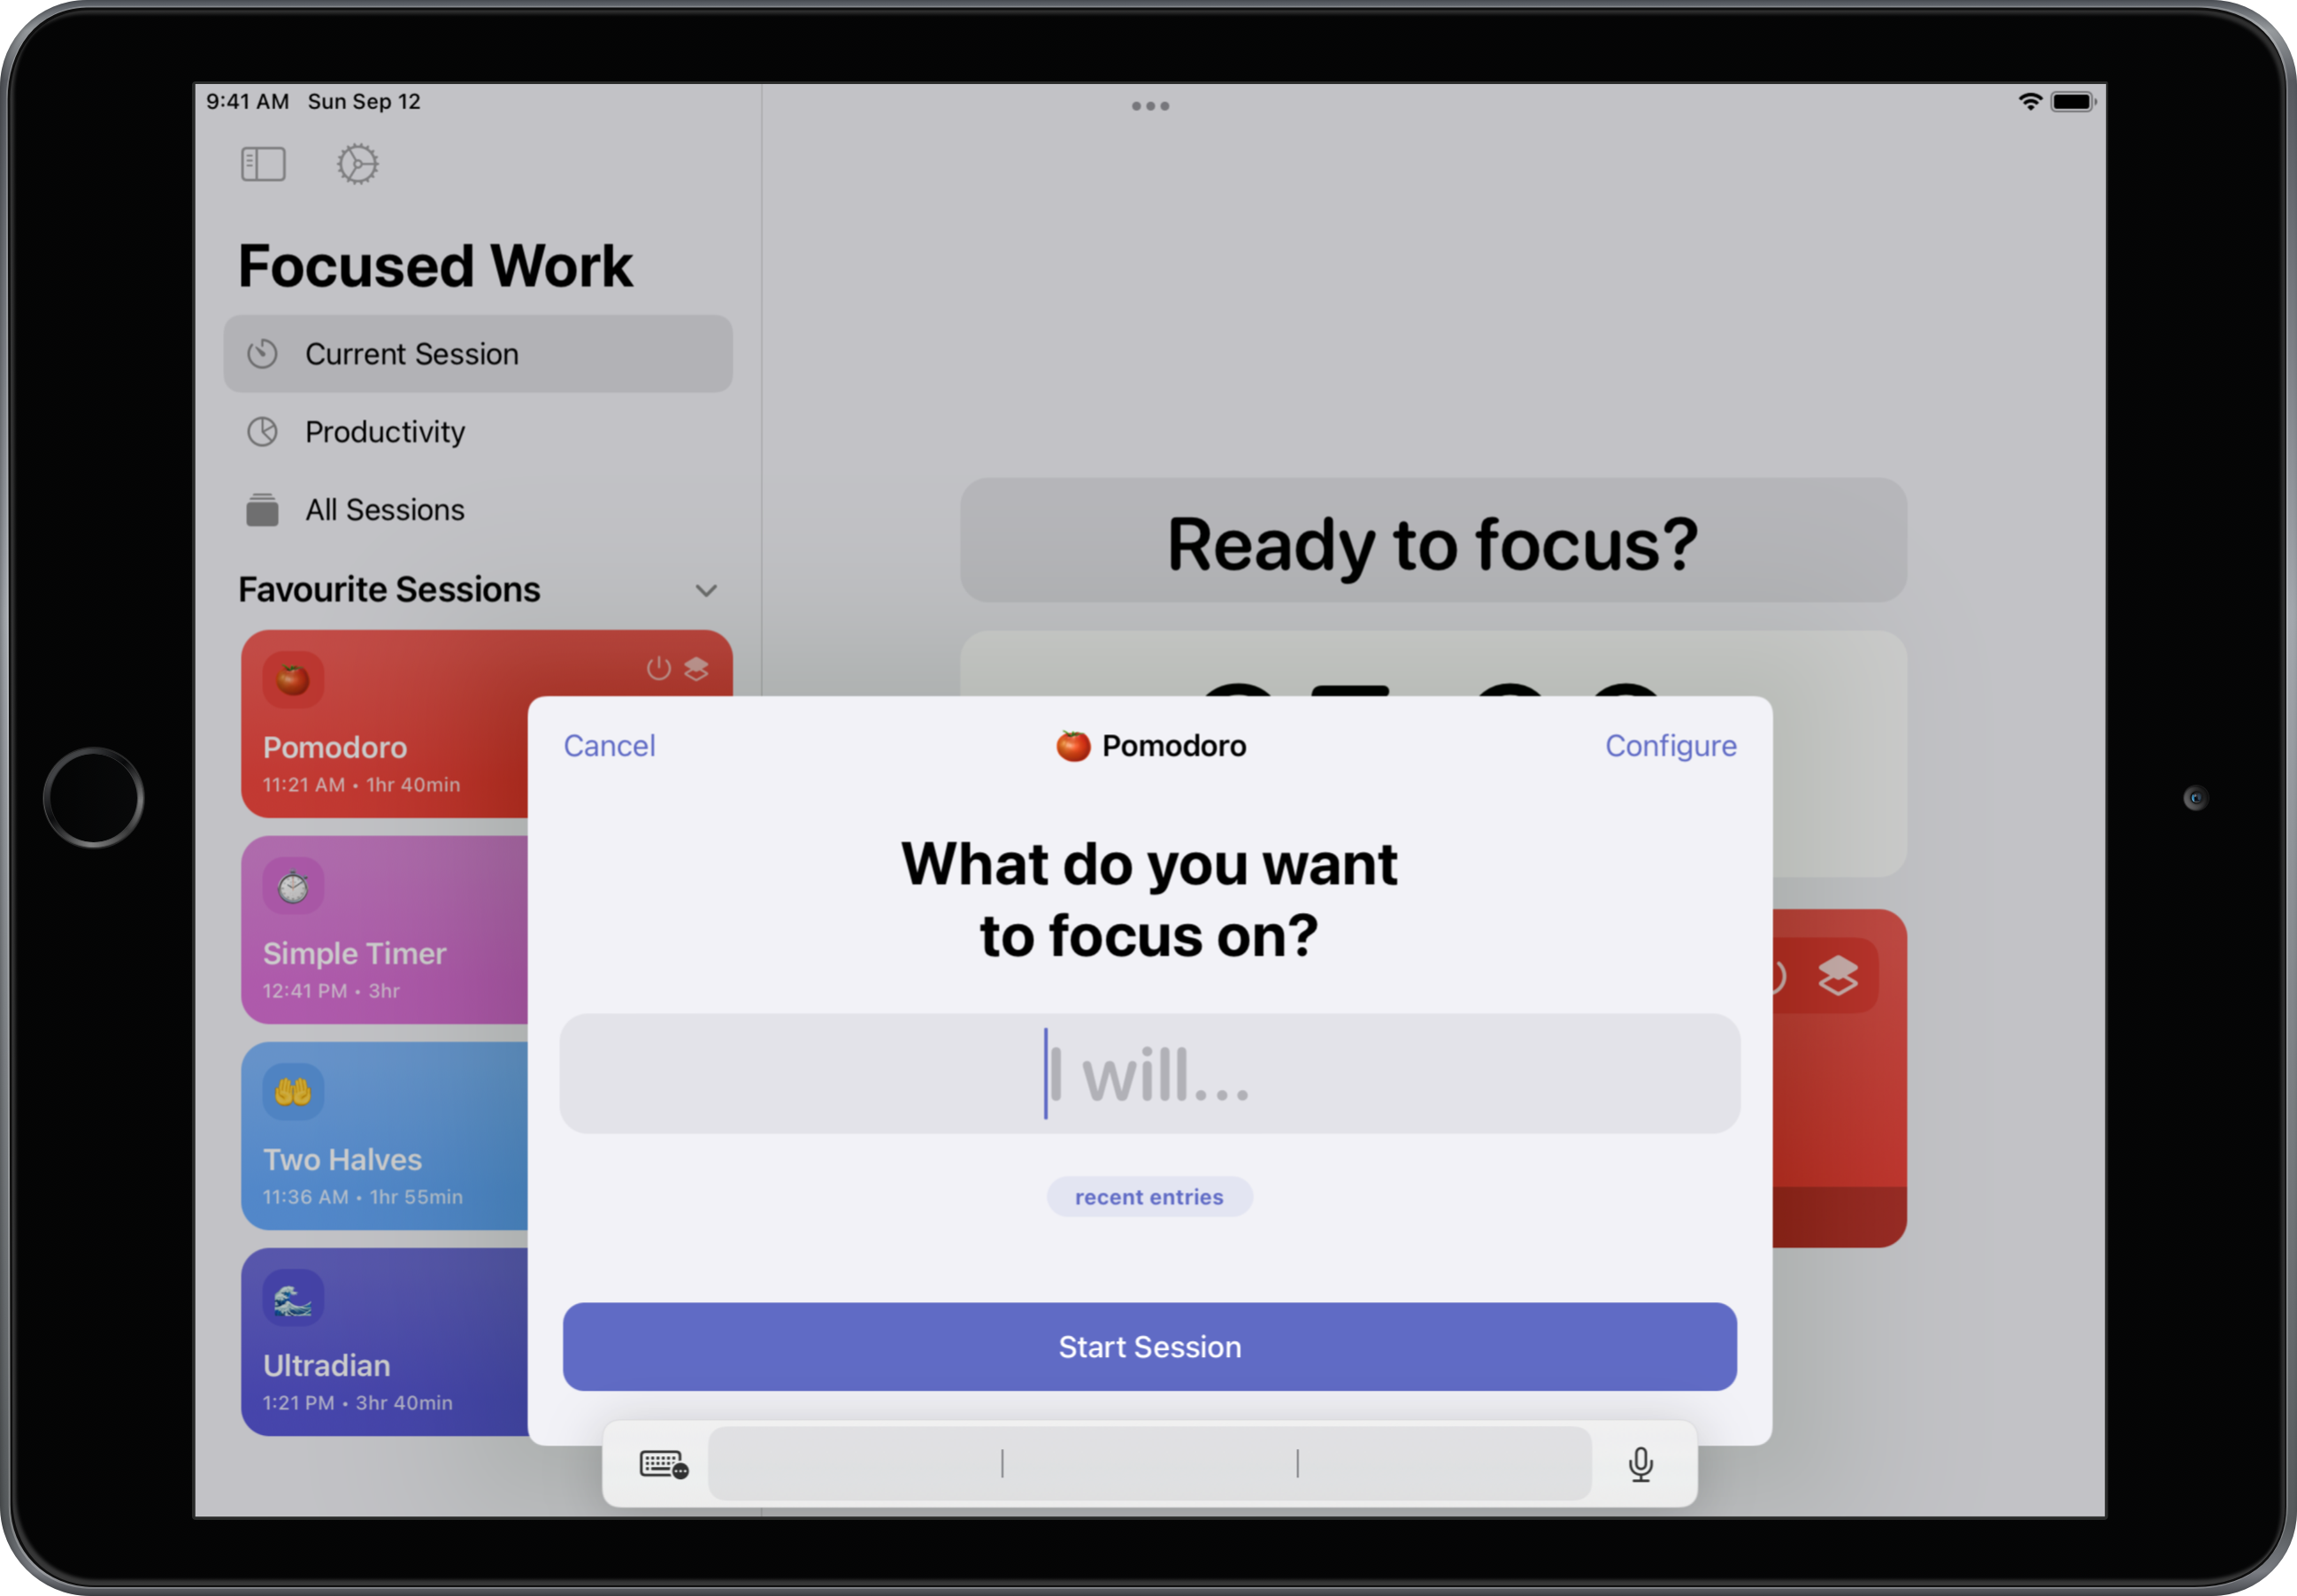 9:41 AM Sun Sep 12
Focused Work
Current Session
Productivity
All Sessions
Favourite Sessions
Pomodoro
11:21 AM • 1hr 40min
Simple Timer
12:41 PM • 3hr
Two Halves
11:36 AM • 1hr 55min
Ultradian
1:21 PM • 3hr 40min
Ready to focus?
Cancel
Pomodoro
Configure
What do you want
to focus on?
I will...
recent entries
Start Session